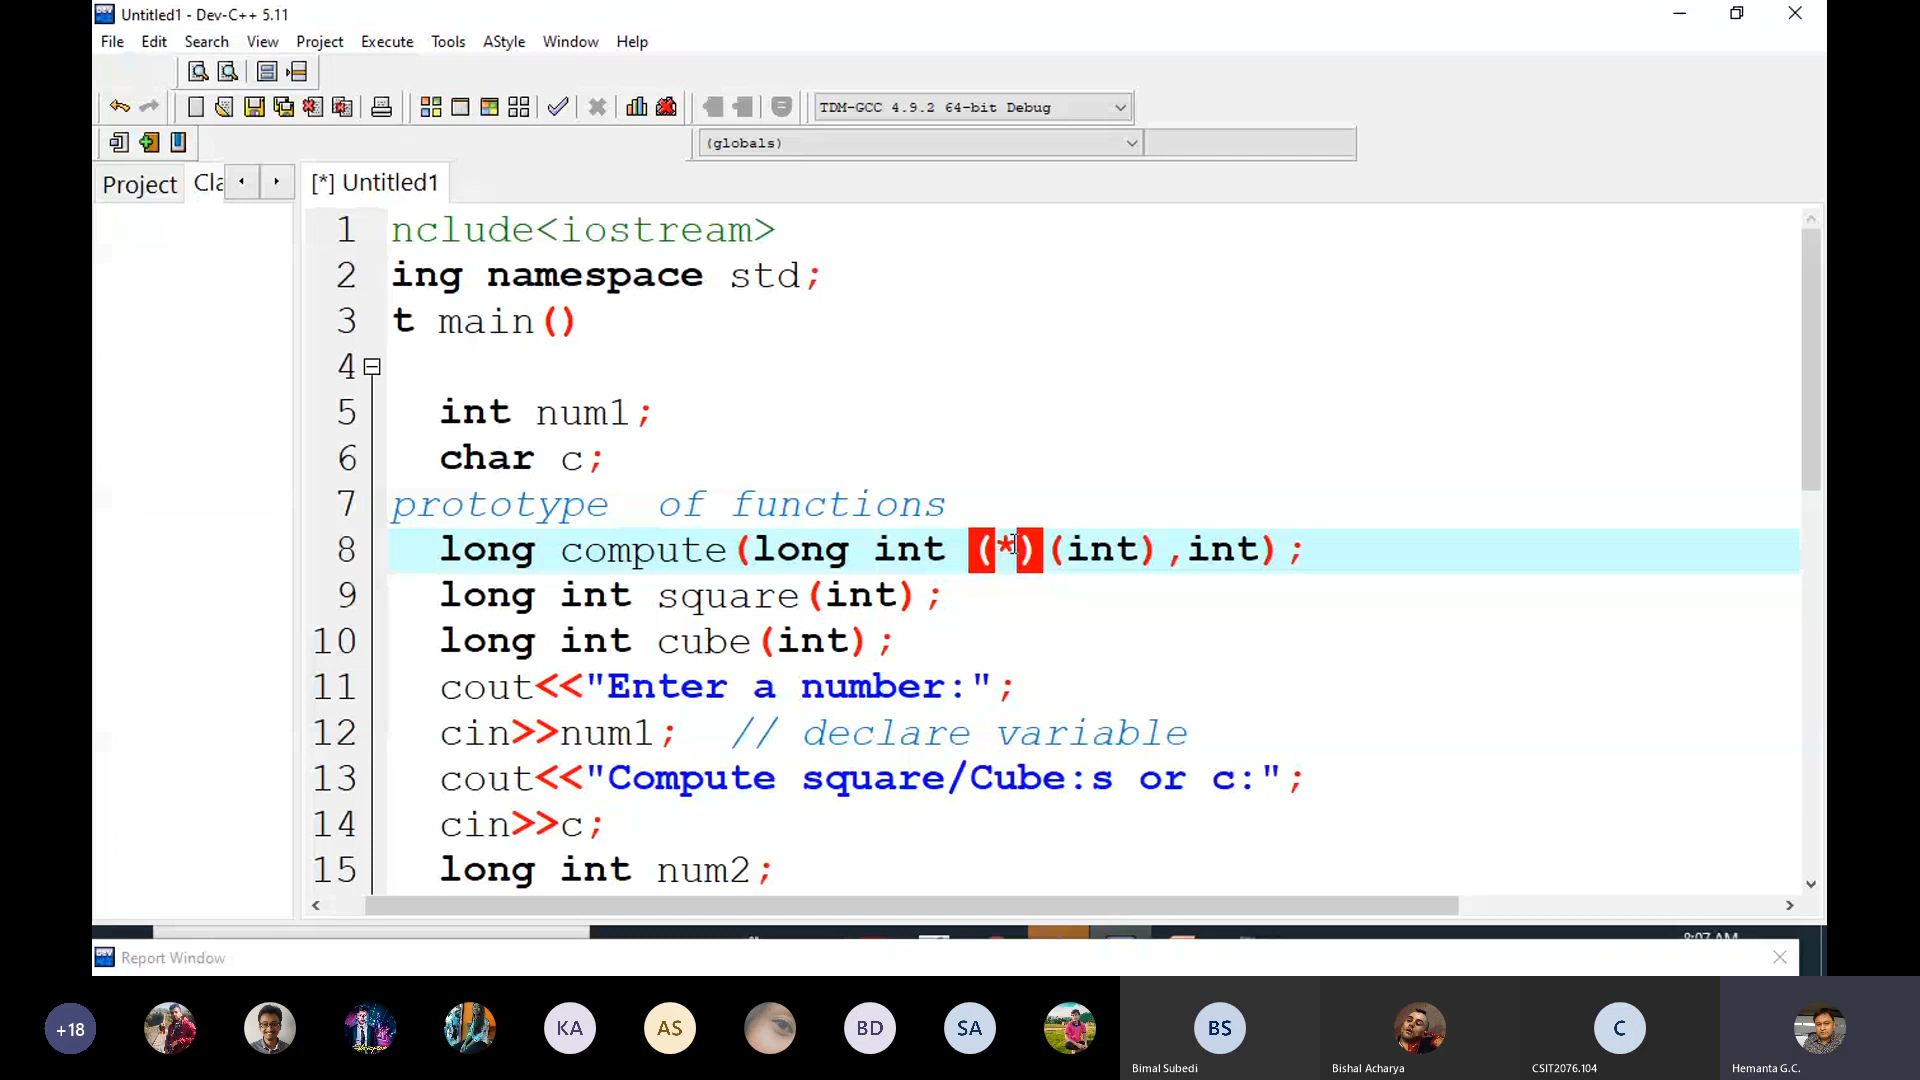 Untitled1 - Dev-C++ 5.11
File Edit Search View Project Execute Tools AStyle Window Help
TDM-GCC 4.9.2 64-bit Debug
(globals)
Project Cla [*] Untitled1
1 nclude<iostream>
2 ing namespace std;
3 t main()
4
5 int num1;
6 char c;
7 prototype  of functions
8 long compute(long int (*)(int),int);
9 long int square(int);
10 long int cube(int);
11 cout<<"Enter a number:";
12 cin>>num1;  // declare variable
13 cout<<"Compute square/Cube:s or c:";
14 cin>>c;
15 long int num2;
8:07 AM
Report Window
+18 KA AS BD SA BS C
Bimal Subedi Bishal Acharya CSIT2076.104 Hemanta G.C.